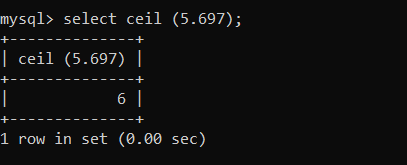 mysql> select ceil (5.697);
+--------------+
| ceil (5.697) |
+--------------+
|            6 |
+--------------+
1 row in set (0.00 sec)